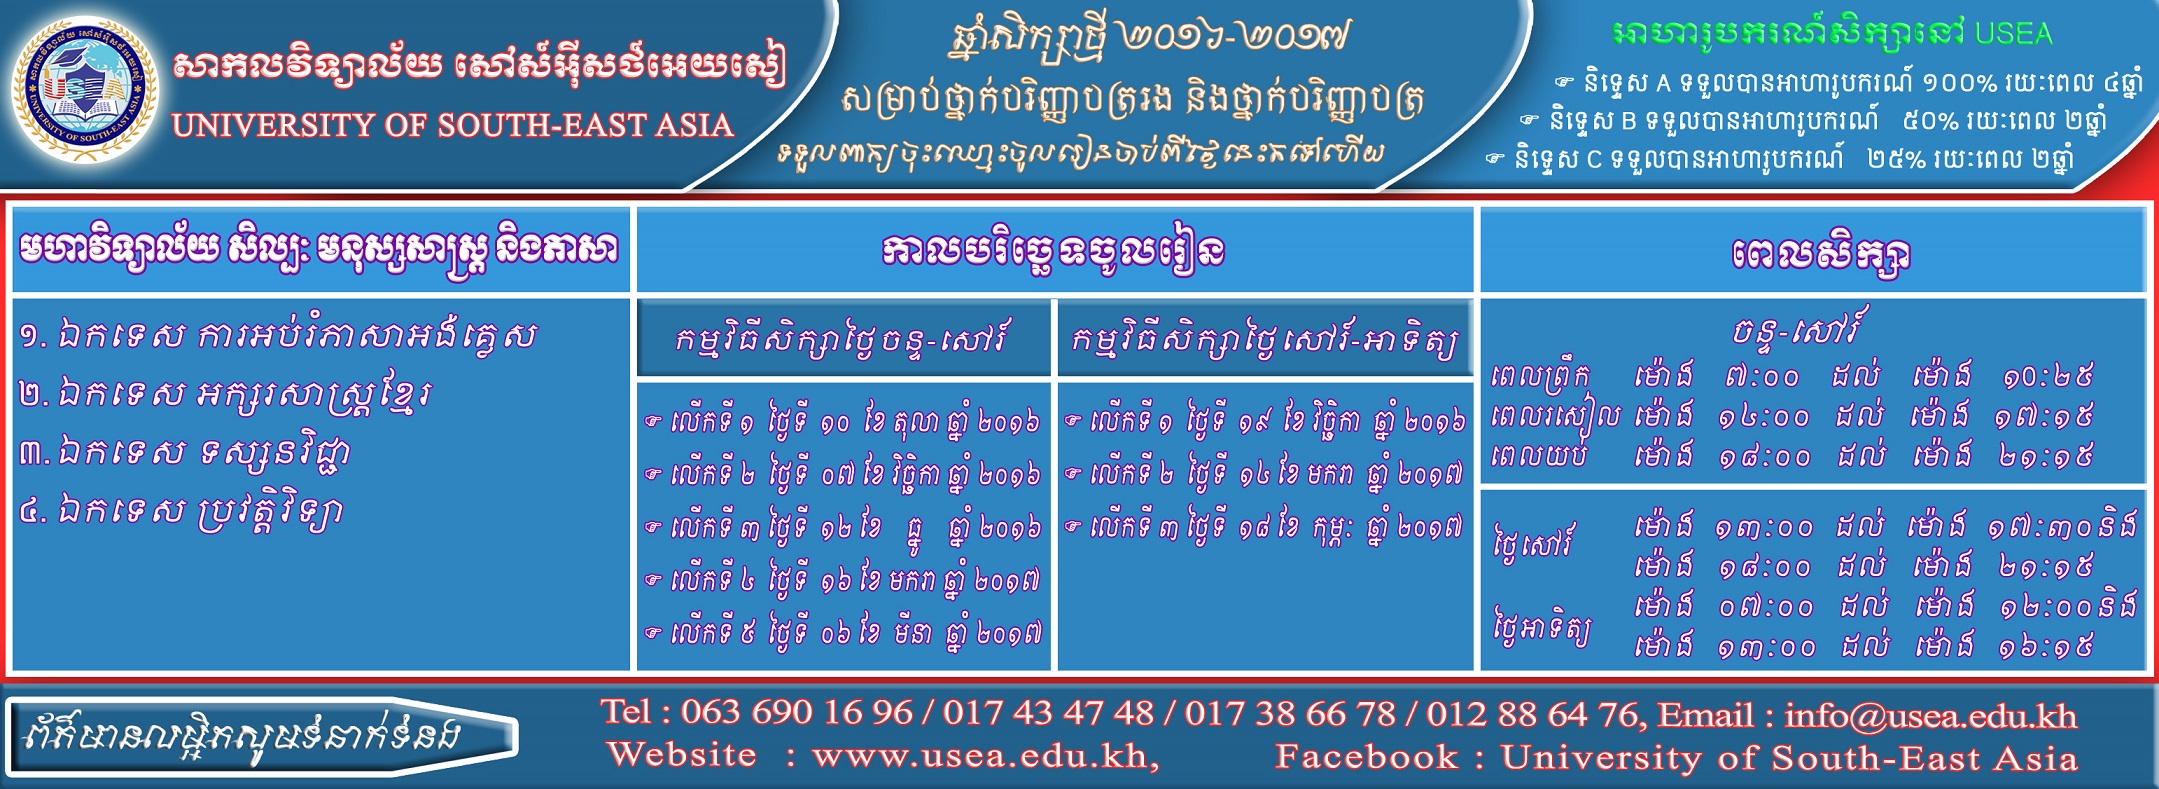 សាកលវិទ្យាល័យ សៅស៍អ៊ីសថ៍អេយសៀ
UNIVERSITY OF SOUTH-EAST ASIA
ឆ្នាំសិក្សាថ្មី ២០១៦-២០១៧
សម្រាប់ថ្នាក់បរិញ្ញាបត្ររង និងថ្នាក់បរិញ្ញាបត្រ
ទទួលពាក្យចុះឈ្មោះចូលរៀនចាប់ពីថ្ងៃនេះតទៅហើយ
អាហារូបករណ៍សិក្សានៅ USEA
☞ និទ្ទេស A ទទួលបានអាហារូបករណ៍ ១០០% រយៈពេល ៤ឆ្នាំ
☞ និទ្ទេស B ទទួលបានអាហារូបករណ៍ ៥០% រយៈពេល ២ឆ្នាំ
☞ និទ្ទេស C ទទួលបានអាហារូបករណ៍ ២៥% រយៈពេល ២ឆ្នាំ
មហាវិទ្យាល័យ សិល្បៈ មនុស្សសាស្ត្រ និងភាសា
១. ឯកទេស ការអប់រំភាសាអង់គ្លេស
២. ឯកទេស អក្សរសាស្ត្រខ្មែរ
៣. ឯកទេស ទស្សនវិជ្ជា
៤. ឯកទេស ប្រវត្តិវិទ្យា
កាលបរិច្ឆេទចូលរៀន
កម្មវិធីសិក្សាថ្ងៃចន្ទ-សៅរ៍
☞ លើកទី ១ ថ្ងៃទី ១០ ខែ តុលា ឆ្នាំ ២០១៦
☞ លើកទី ២ ថ្ងៃទី ០៧ ខែ វិច្ឆិកា ឆ្នាំ ២០១៦
☞ លើកទី ៣ ថ្ងៃទី ១២ ខែ ធ្នូ ឆ្នាំ ២០១៦
☞ លើកទី ៤ ថ្ងៃទី ១៦ ខែ មករា ឆ្នាំ ២០១៧
☞ លើកទី ៥ ថ្ងៃទី ០៦ ខែ មីនា ឆ្នាំ ២០១៧
កម្មវិធីសិក្សាថ្ងៃសៅរ៍-អាទិត្យ
☞ លើកទី ១ ថ្ងៃទី ១៩ ខែ វិច្ឆិកា ឆ្នាំ ២០១៦
☞ លើកទី ២ ថ្ងៃទី ១៤ ខែ មករា ឆ្នាំ ២០១៧
☞ លើកទី ៣ ថ្ងៃទី ១៨ ខែ កុម្ភៈ ឆ្នាំ ២០១៧
ពេលសិក្សា
ចន្ទ-សៅរ៍
ពេលព្រឹក ម៉ោង ៧:០០ ដល់ ម៉ោង ១០:២៥
ពេលរសៀល ម៉ោង ១៤:០០ ដល់ ម៉ោង ១៧:១៥
ពេលយប់ ម៉ោង ១៨:០០ ដល់ ម៉ោង ២១:១៥
ថ្ងៃសៅរ៍ ម៉ោង ១៣:០០ ដល់ ម៉ោង ១៧:៣០និង
ម៉ោង ១៨:០០ ដល់ ម៉ោង ២១:១៥
ថ្ងៃអាទិត្យ ម៉ោង ០៧:០០ ដល់ ម៉ោង ១២:០០និង
ម៉ោង ១៣:០០ ដល់ ម៉ោង ១៦:១៥
ព័ត៌មានលម្អិតសូមទំនាក់ទំនង
Tel : 063 690 16 96 / 017 43 47 48 / 017 38 66 78 / 012 88 64 76, Email : info@usea.edu.kh
Website : www.usea.edu.kh, Facebook : University of South-East Asia